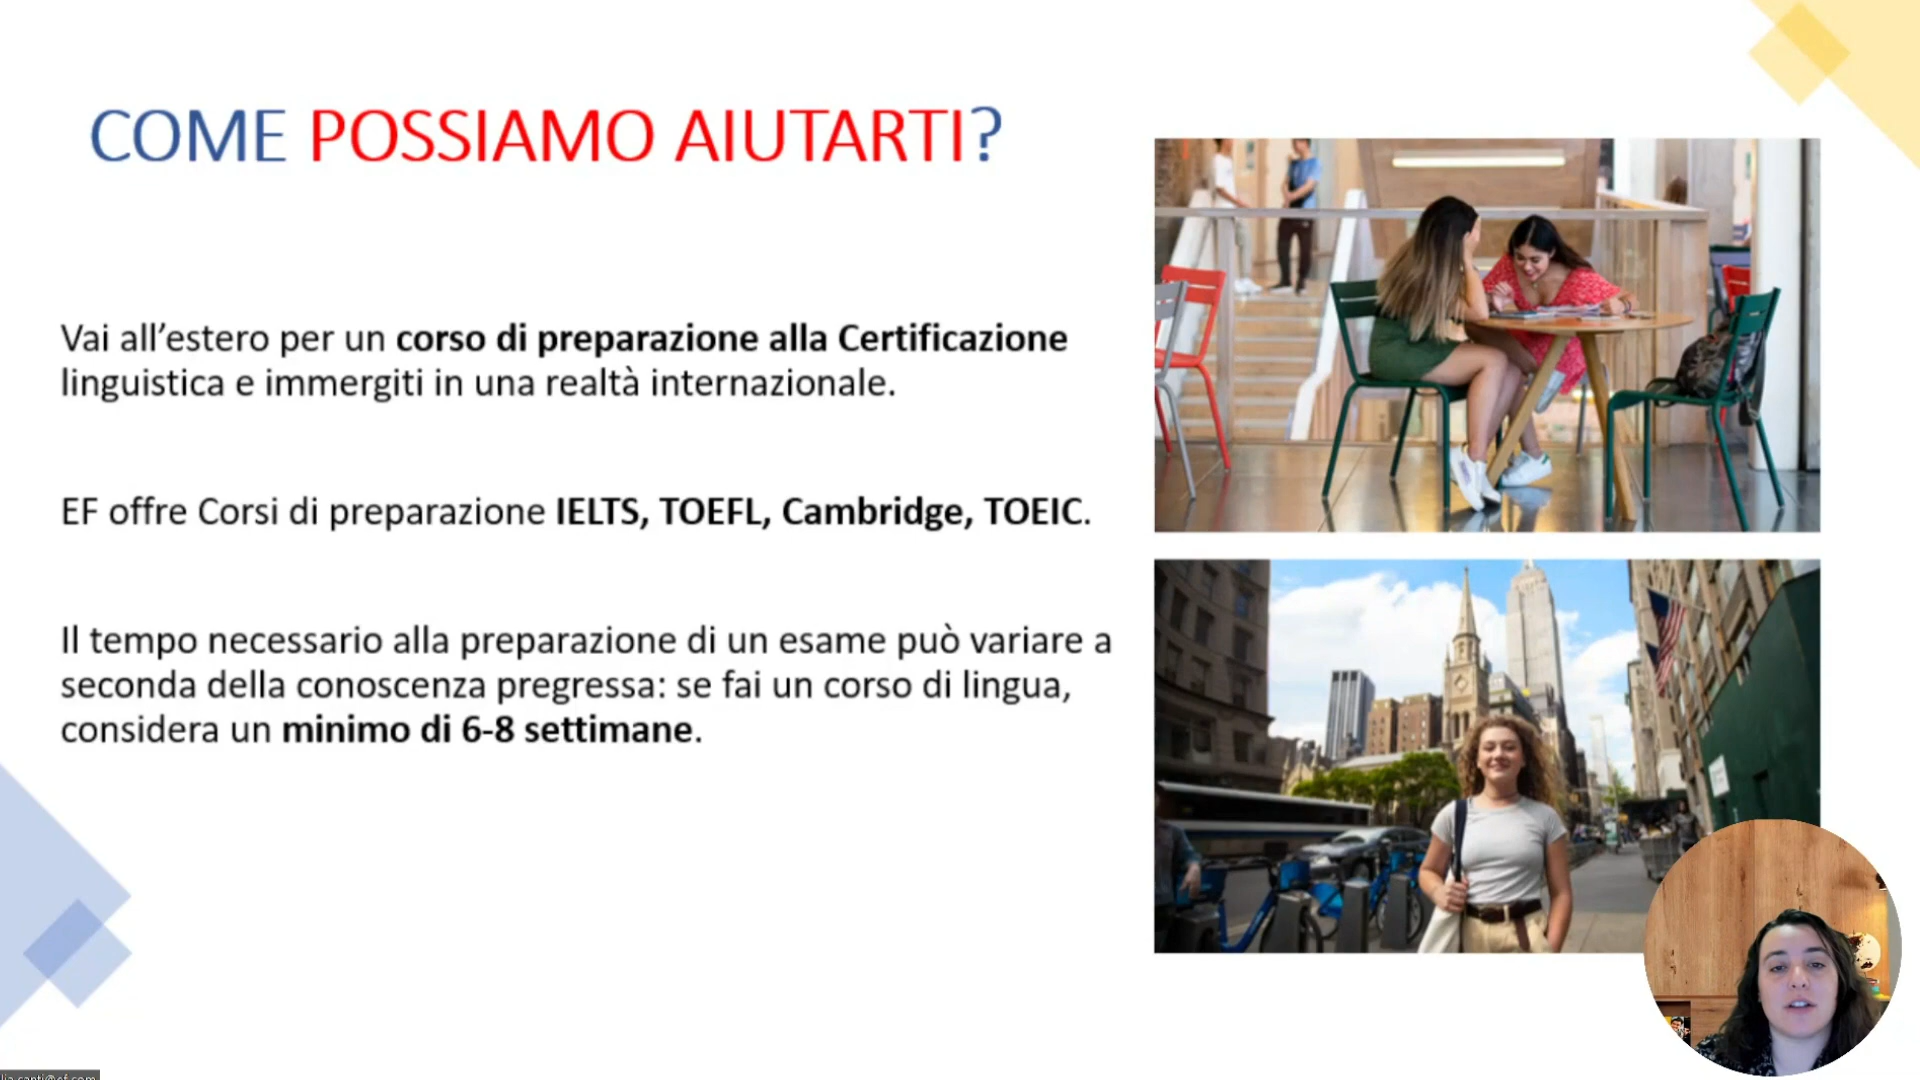 COME POSSIAMO AIUTARTI?
Vai all’estero per un corso di preparazione alla Certificazione
linguistica e immergiti in una realtà internazionale.
EF offre Corsi di preparazione IELTS, TOEFL, Cambridge, TOEIC.
Il tempo necessario alla preparazione di un esame può variare a
seconda della conoscenza pregressa: se fai un corso di lingua,
considera un minimo di 6-8 settimane.